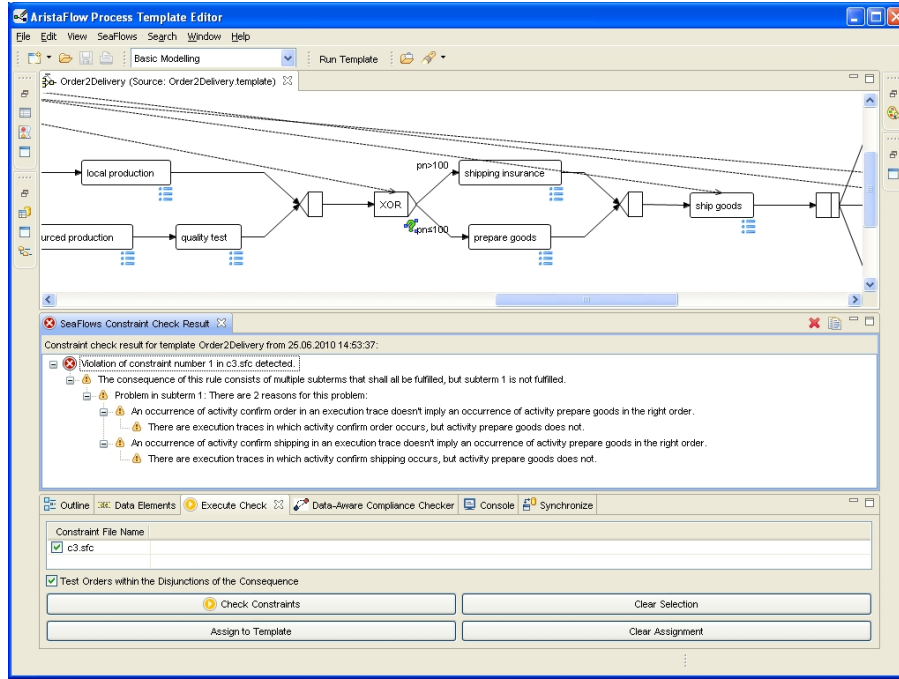 AristaFlow Process Template Editor
File Edit View SeaFlows Search Window Help
Basic Modelling Run Template
Order2Delivery (Source: Order2Delivery.template)
local production
pn>100
shipping insurance
XOR
ship goods
urced production
quality test
pn≤100
prepare goods
SeaFlows Constraint Check Result
Constraint check result for template Order2Delivery from 25.06.2010 14:53:37:
Violation of constraint number 1 in c3.sfc detected.
The consequence of this rule consists of multiple subterms that shall all be fulfilled, but subterm 1 is not fulfilled.
Problem in subterm 1: There are 2 reasons for this problem:
An occurrence of activity confirm order in an execution trace doesn't imply an occurrence of activity prepare goods in the right order.
There are execution traces in which activity confirm order occurs, but activity prepare goods does not.
An occurrence of activity confirm shipping in an execution trace doesn't imply an occurrence of activity prepare goods in the right order.
There are execution traces in which activity confirm shipping occurs, but activity prepare goods does not.
Outline Data Elements Execute Check Data-Aware Compliance Checker Console Synchronize
Constraint File Name
c3.sfc
Test Orders within the Disjunctions of the Consequence
Check Constraints Clear Selection
Assign to Template Clear Assignment